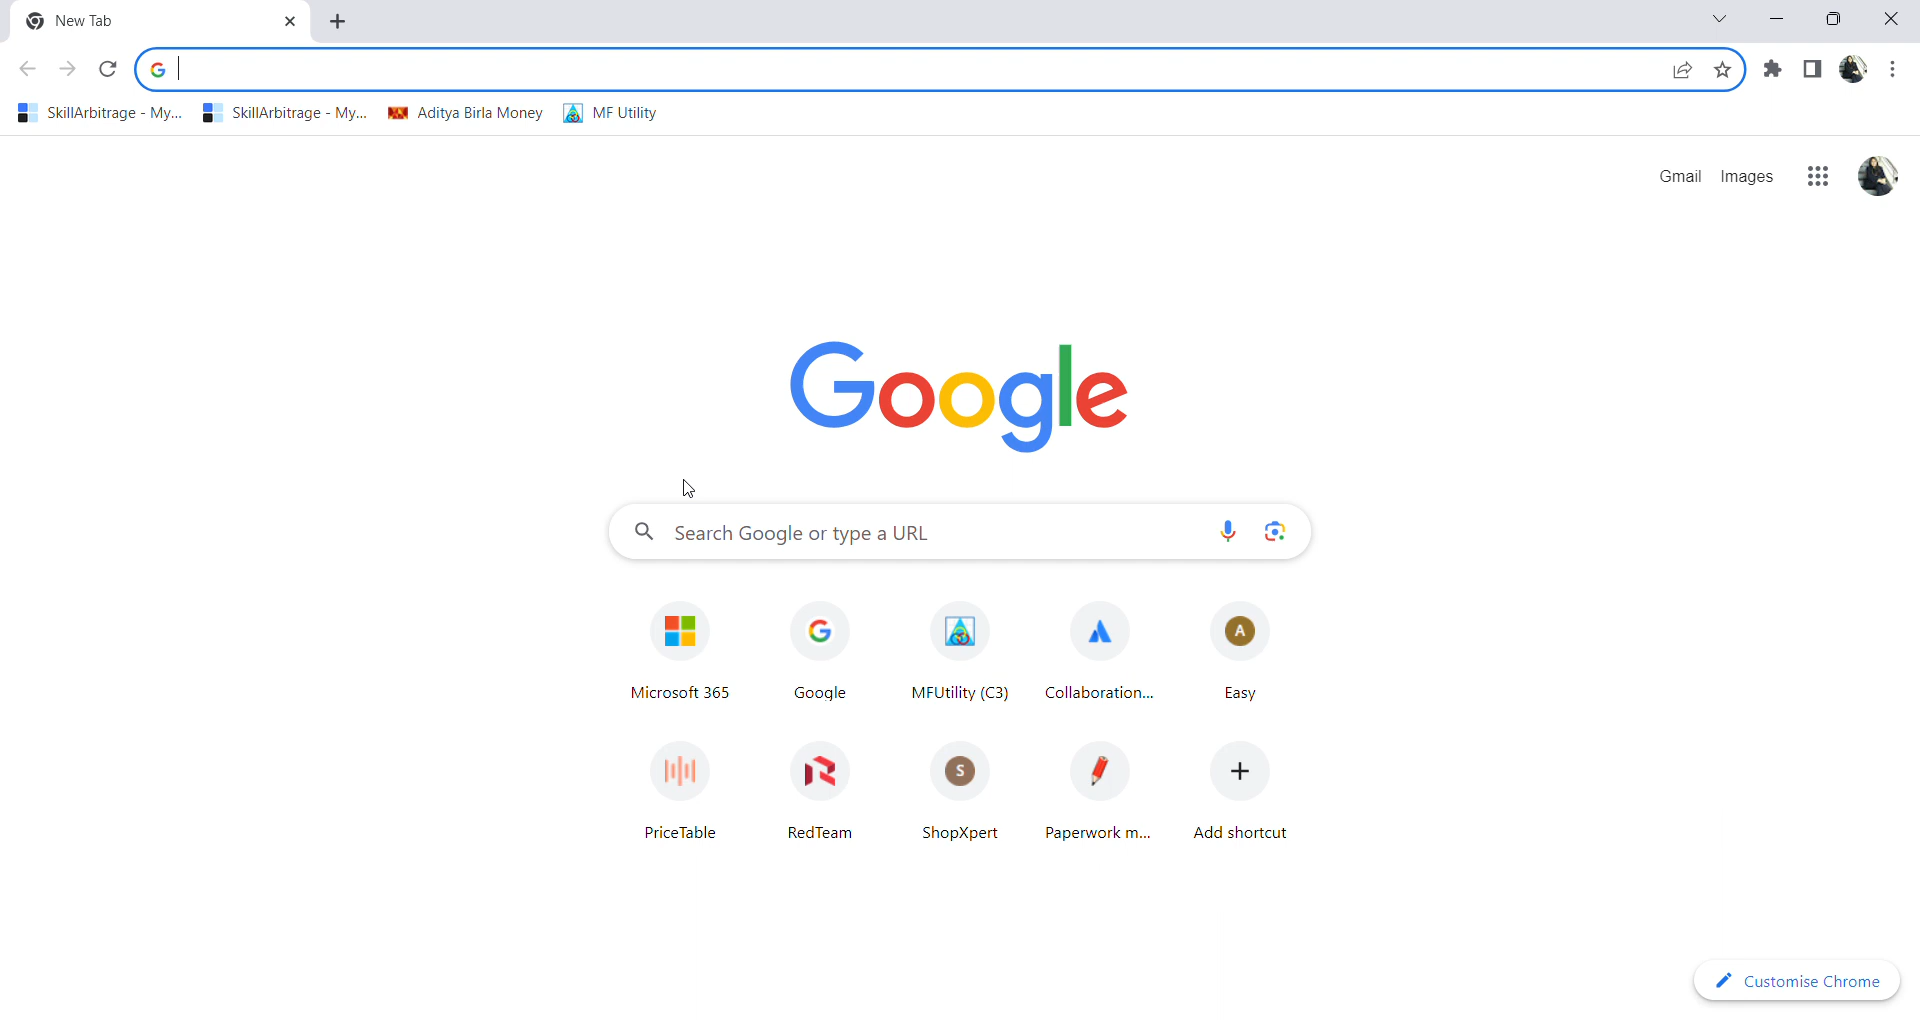 New Tab
SkillArbitrage - My... SkillArbitrage - My... Aditya Birla Money MF Utility
Gmail Images
Google
Search Google or type a URL
Microsoft 365 Google MFUtility (C3) Collaboration... Easy
A
S
PriceTable RedTeam ShopXpert Paperwork m... Add shortcut
Customise Chrome